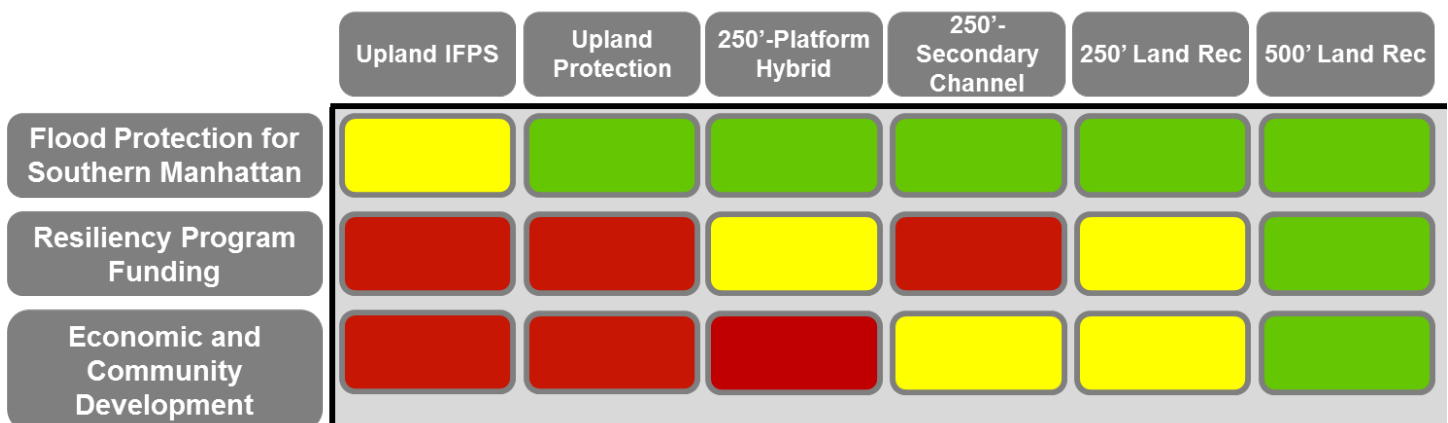 Upland IFPS
Upland
Protection
250’-Platform
Hybrid
250’-
Secondary
Channel
250’ Land Rec
500’ Land Rec
Flood Protection for
Southern Manhattan
Resiliency Program
Funding
Economic and
Community
Development